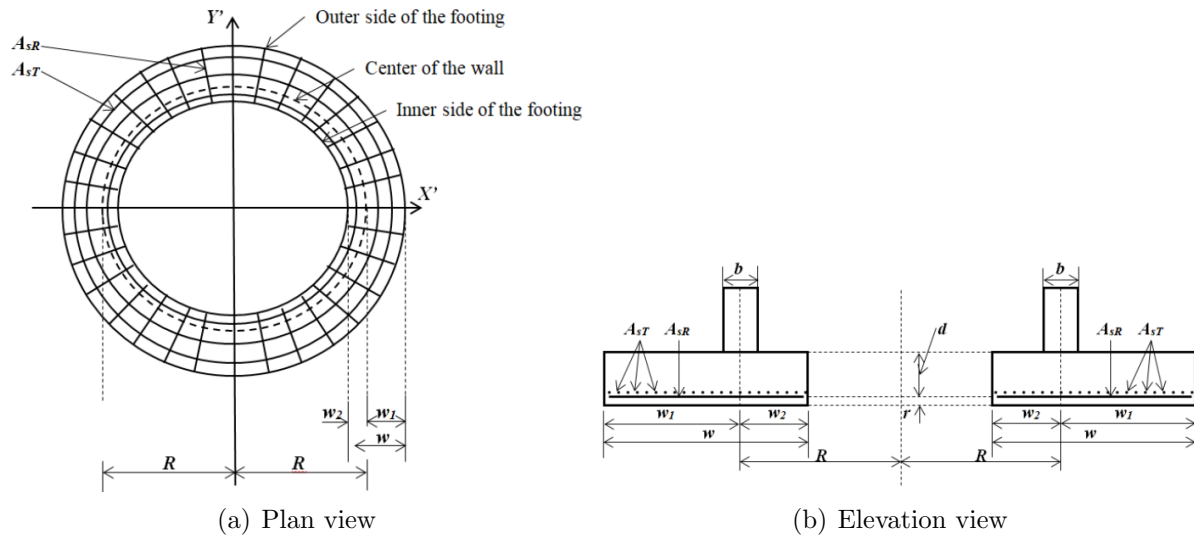 Y'
Outer side of the footing
AsR
AsT
Center of the wall
Inner side of the footing
X'
w2
w1
w
R
R
(a) Plan view
b
b
AsT
AsR
d
AsR
AsT
w1
w2
r
w2
w1
w
w
R
R
(b) Elevation view